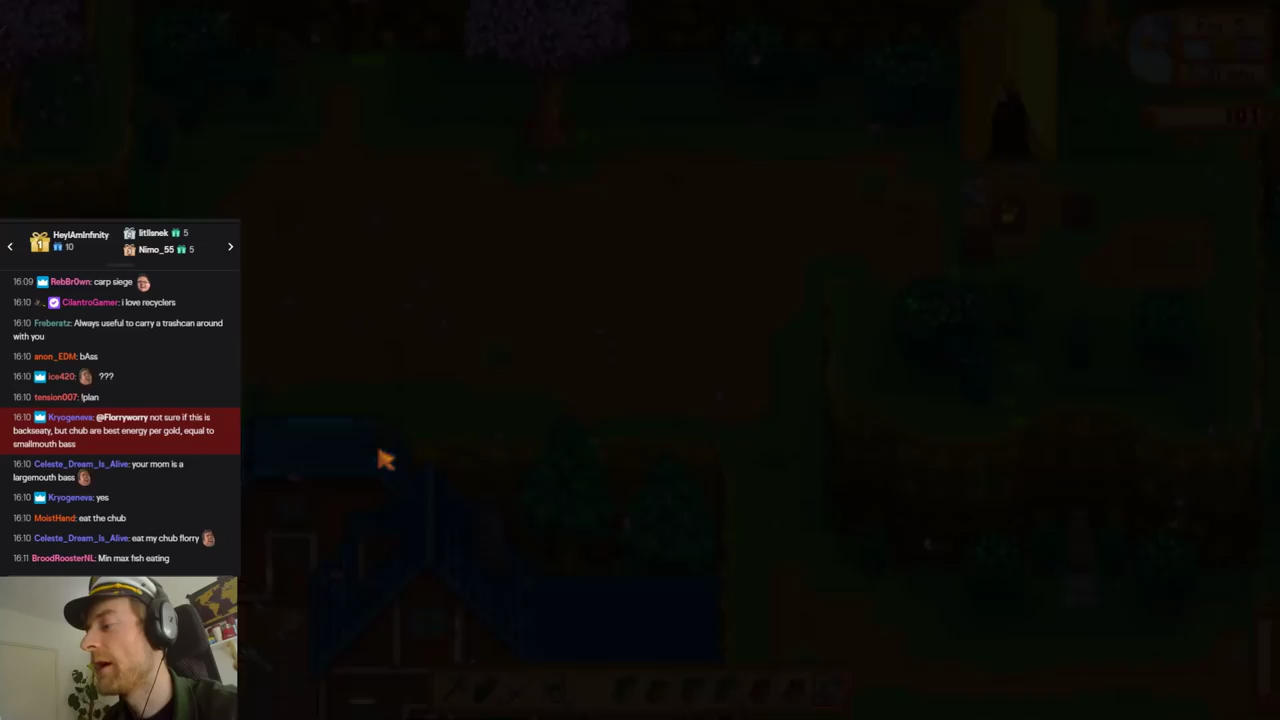 HeyIAmInfinity
10
litllsnek 5
Nimo_55 5
16:09 RebBr0wn: carp siege
16:10 CilantroGamer: i love recyclers
16:10 Freberatz: Always useful to carry a trashcan around
with you
16:10 anon_EDM: bAss
16:10 ice420: ???
16:10 tension007: !plan
16:10 Kryogeneva: @Florryworry not sure if this is
backseaty, but chub are best energy per gold, equal to
smallmouth bass
16:10 Celeste_Dream_Is_Alive: your mom is a
largemouth bass
16:10 Kryogeneva: yes
16:10 MoistHand: eat the chub
16:10 Celeste_Dream_Is_Alive: eat my chub florry
16:11 BroodRoosterNL: Min max fish eating